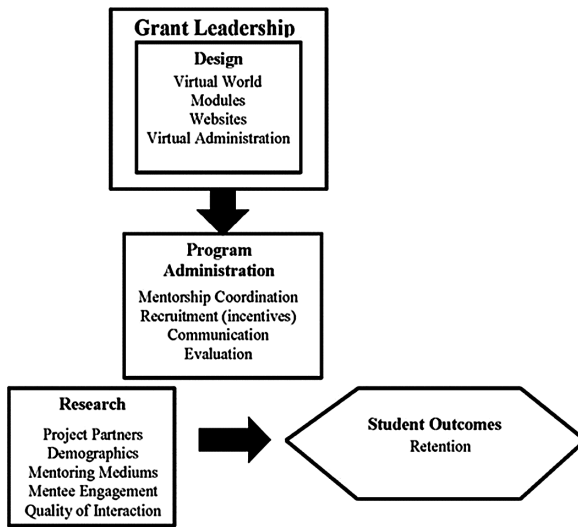 Grant Leadership
Design
Virtual World
Modules
Websites
Virtual Administration
Program
Administration
Mentorship Coordination
Recruitment (incentives)
Communication
Evaluation
Research
Project Partners
Demographics
Mentoring Mediums
Mentee Engagement
Quality of Interaction
Student Outcomes
Retention